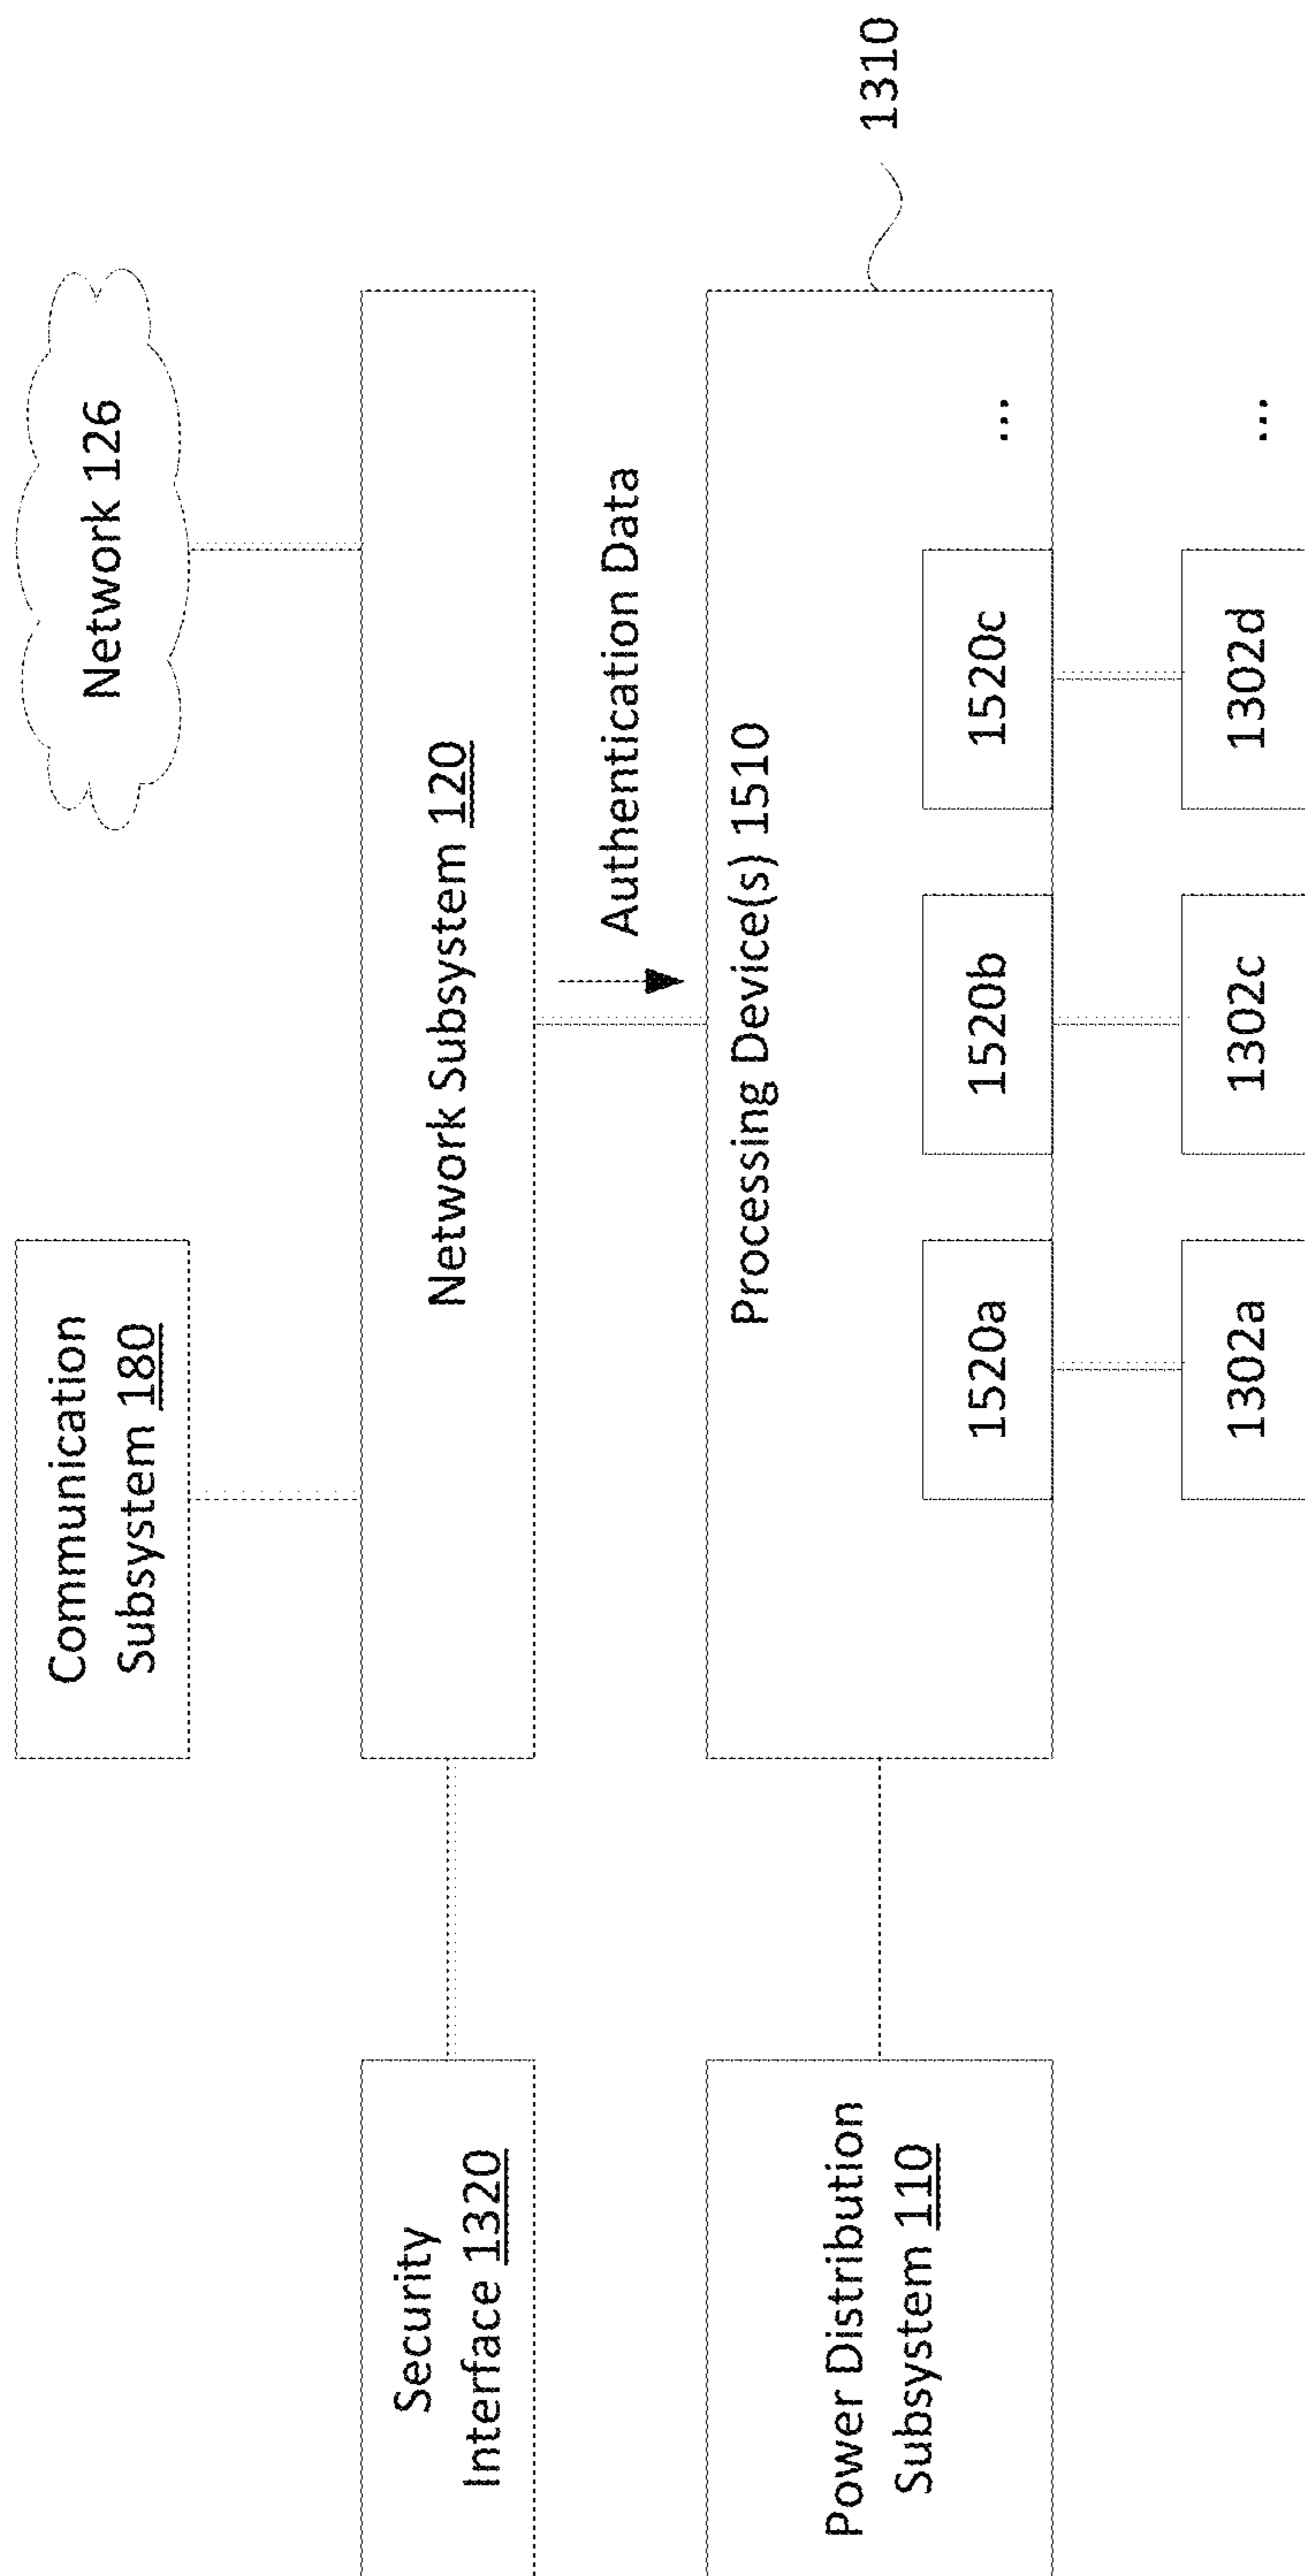 Communication
Subsystem 180
Network 126
Security
Interface 1320
Network Subsystem 120
Authentication Data
Power Distribution
Subsystem 110
Processing Device(s) 1510
1310
1520a
1520b
1520c
...
1302a
1302c
1302d
...